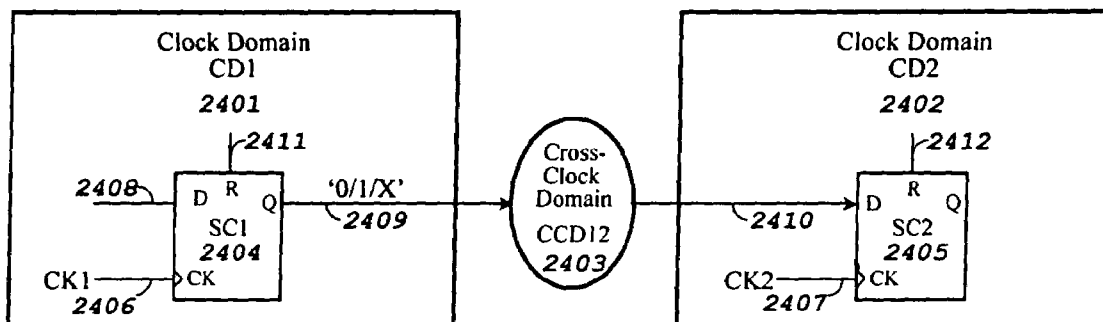 Clock Domain
CD1
2401
2411
2408
D R Q
SC1
2404
'0/1/X'
2409
CK1
2406
CK
Cross-
Clock
Domain
CCD12
2403
Clock Domain
CD2
2402
2412
2410
D R Q
SC2
2405
CK2
2407
CK